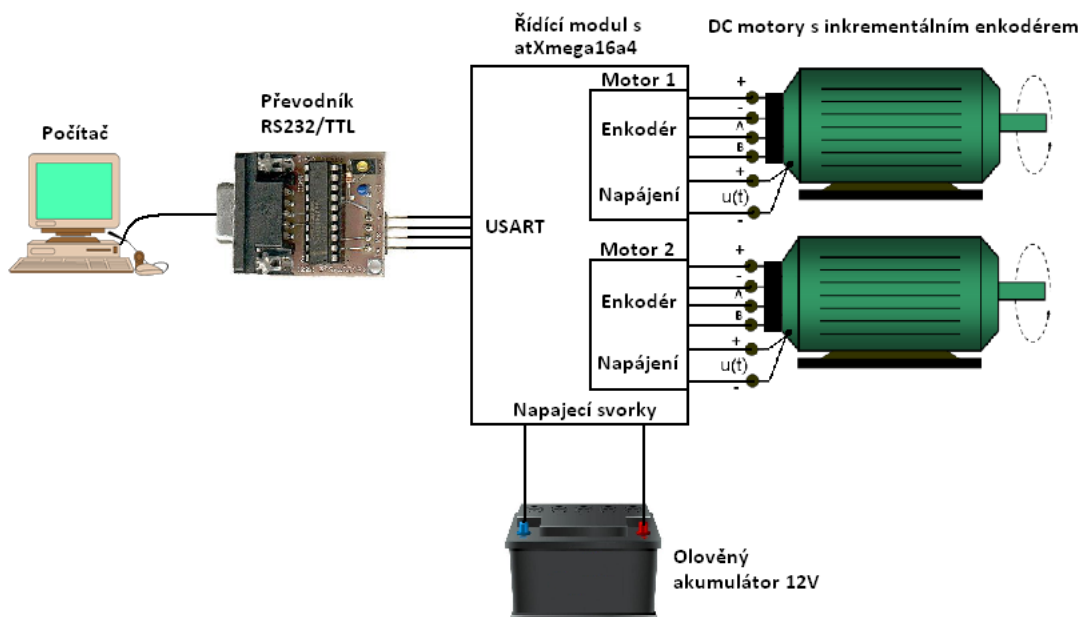 Řídící modul s
atXmega16a4
DC motory s inkrementálním enkodérem
Převodník
RS232/TTL
Počítač
USART
Motor 1
Enkodér
Napájení
+
-
A
B
+
u(t)
-
Motor 2
Enkodér
Napájení
+
-
A
B
+
u(t)
-
Napajecí svorky
Olověný
akumulátor 12V